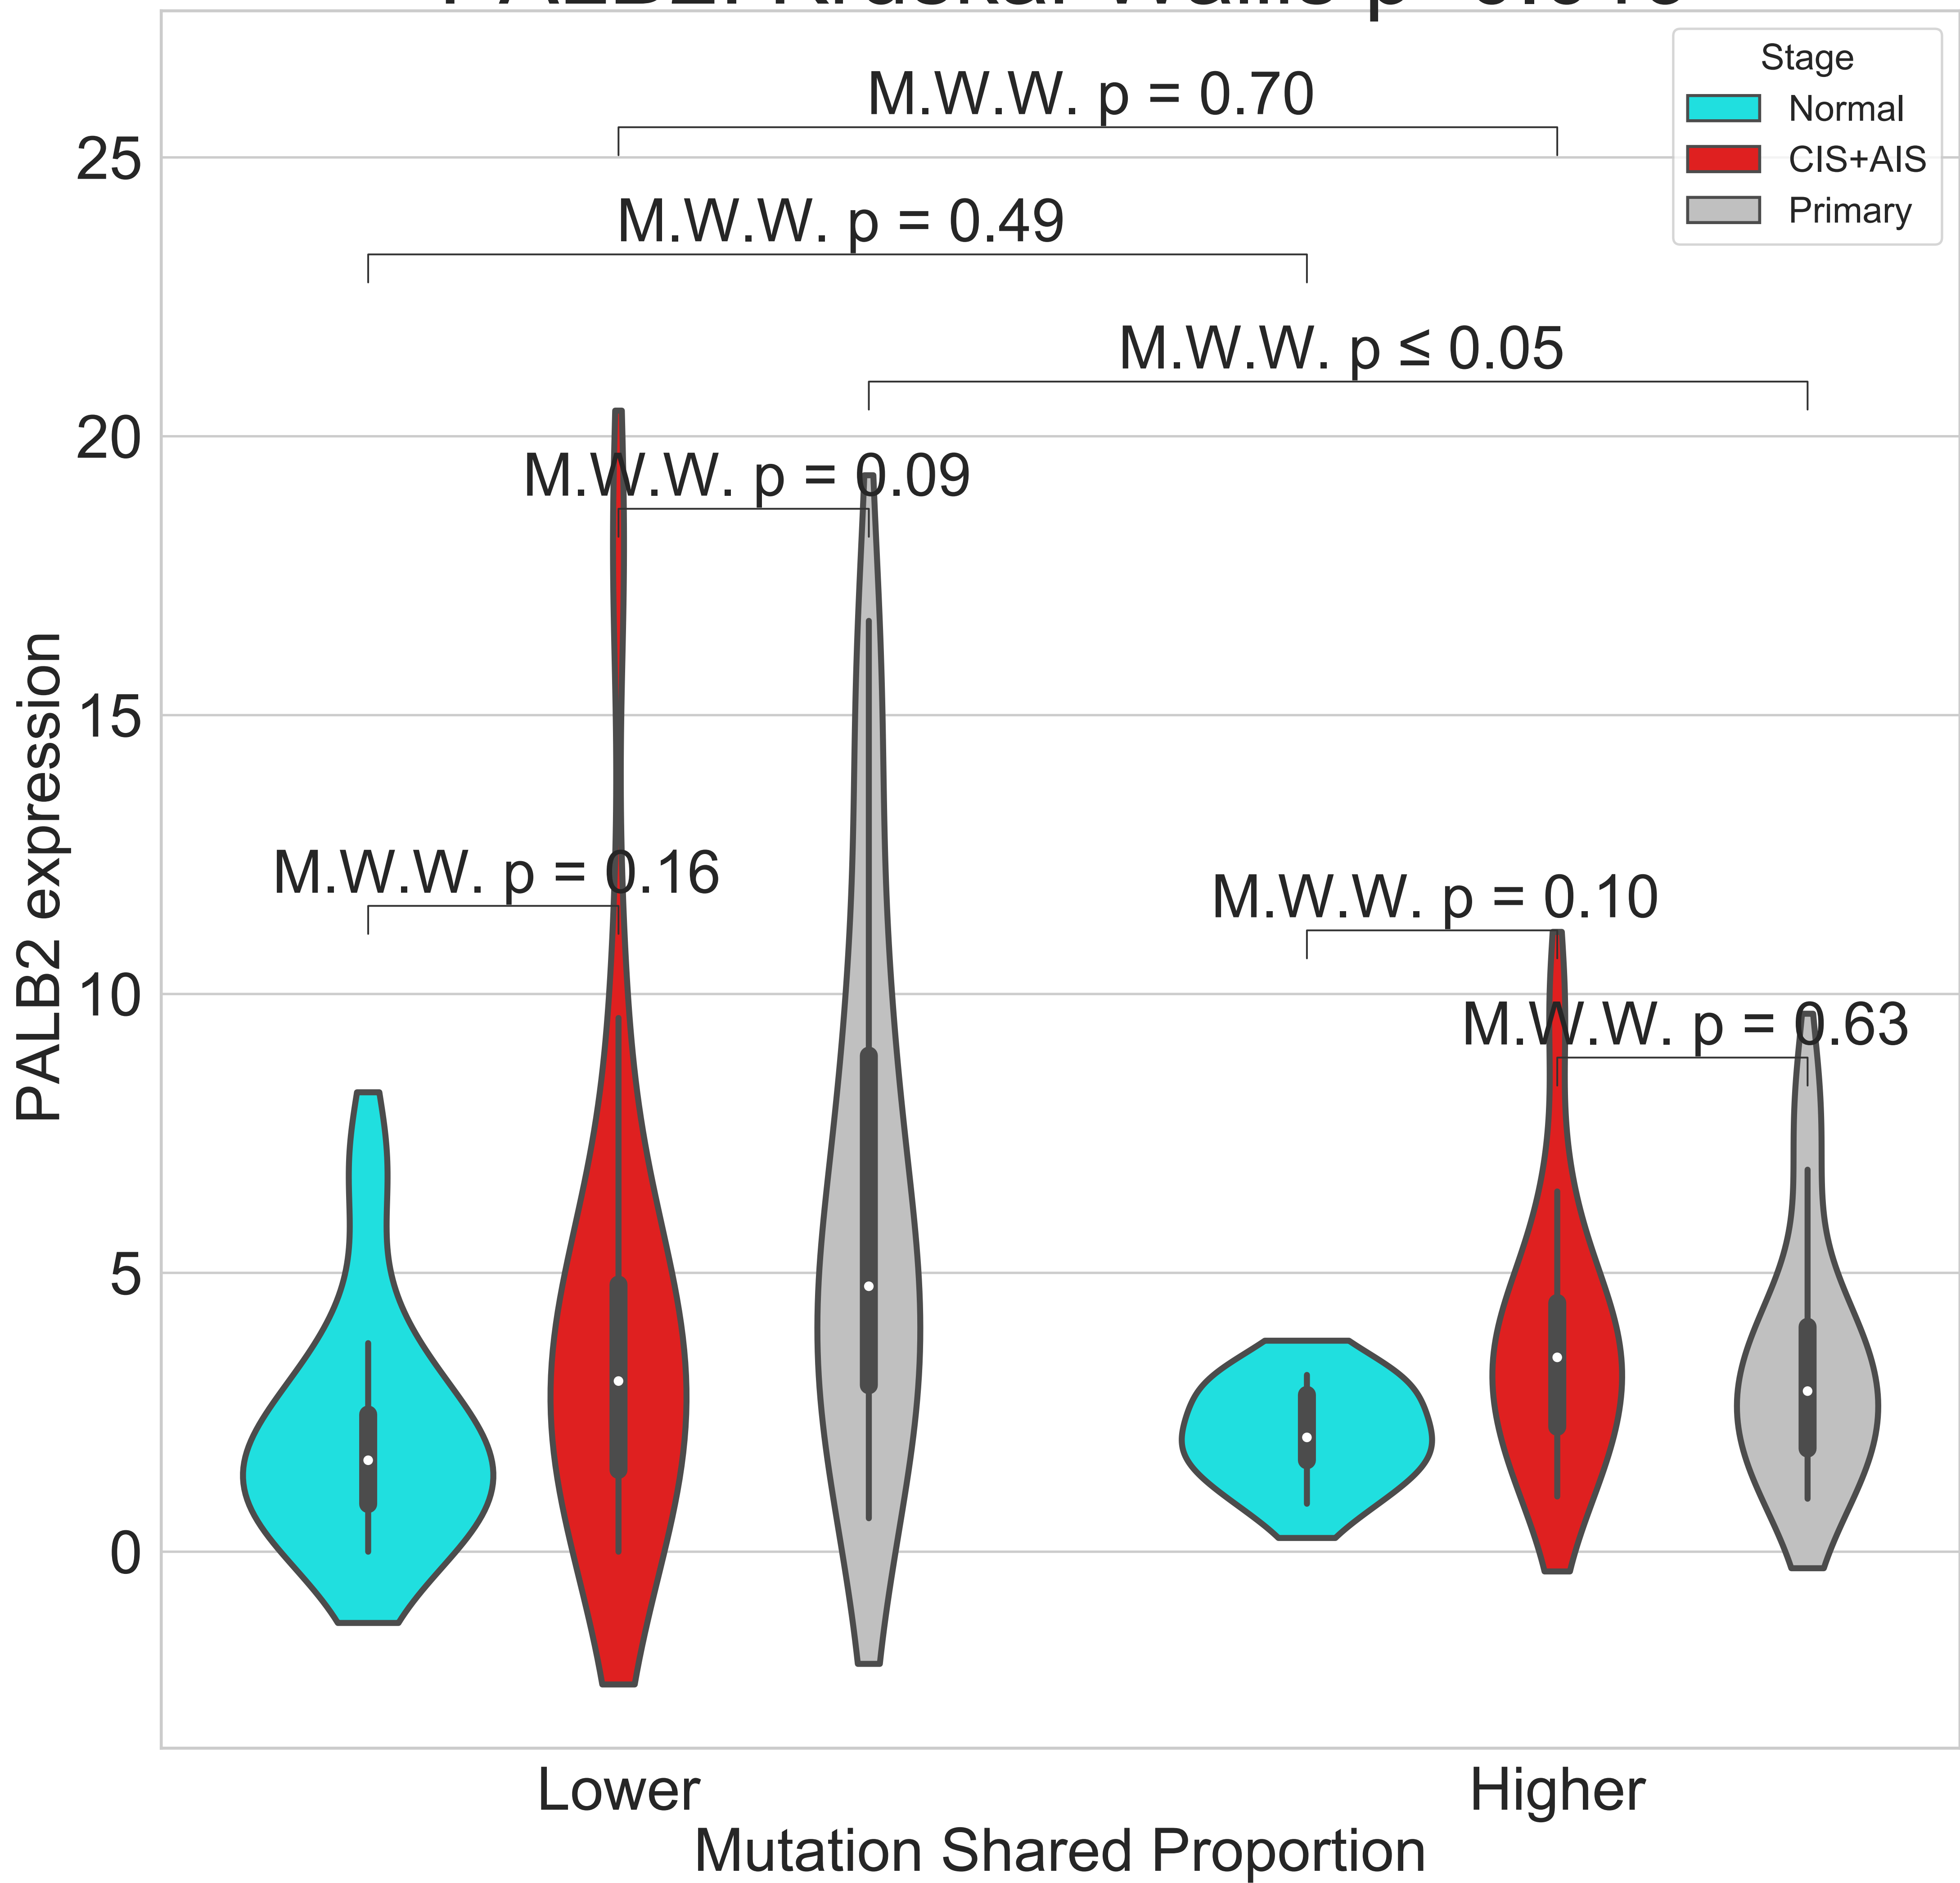 Stage
Normal
CIS+AIS
Primary
M.W.W. p = 0.70
M.W.W. p = 0.49
M.W.W. p ≤ 0.05
M.W.W. p = 0.09
M.W.W. p = 0.16
M.W.W. p = 0.10
M.W.W. p = 0.63
25
20
15
10
5
0
PALB2 expression
Lower
Higher
Mutation Shared Proportion